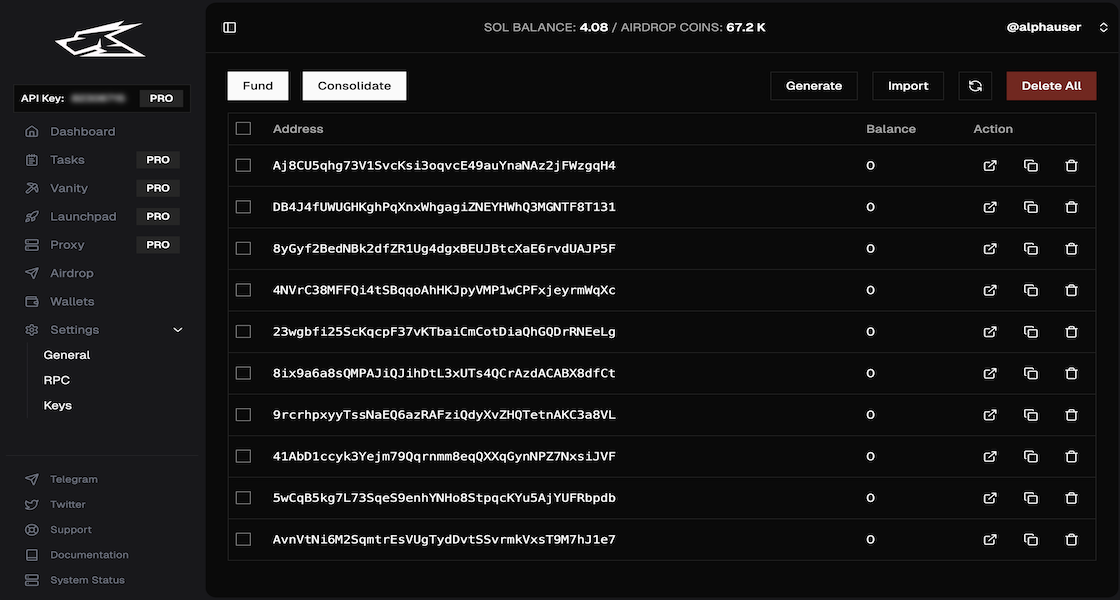 SOL BALANCE: 4.08 / AIRDROP COINS: 67.2 K
@alphauser
API Key:
PRO
Dashboard
Tasks PRO
Vanity PRO
Launchpad PRO
Proxy PRO
Airdrop
Wallets
Settings
General
RPC
Keys
Telegram
Twitter
Support
Documentation
System Status
Fund Consolidate Generate Import Delete All
Address Balance Action
Aj8CU5qhg73V1SvcKsi3oqvcE49auYnaNAz2jFWzgqH4 0
DB4J4fUWUGHKghPqXnxWhgagiZNEYHWhQ3MGNTF8T131 0
8yGyf2BedNBk2dfZR1Ug4dgxBEUJBtcXaE6rvdUAJP5F 0
4NVrC38MFFQi4tSBqqoAhHKJpyVMP1wCPFxjeyrmWqXc 0
23wgbfi25ScKqcpF37vKTbaiCmCotDiaQhGQDrRNEeLg 0
8ix9a6a8sQMPAJiQJihDtL3xUTs4QCrAzdACABX8dfCt 0
9rcrhpxyyTssNaEQ6azRAFziQdyXvZHQTetnAKC3a8VL 0
41AbD1ccyk3Yejm79Qqrnmm8eqQXXqGynNPZ7NxsiJVF 0
5wCqB5kg7L73SqeS9enhYNHo8StpqcKYu5AjYUFRbpdb 0
AvnVtNi6M2SqmtrEsVUgTydDvtSSvrmkVxsT9M7hJ1e7 0